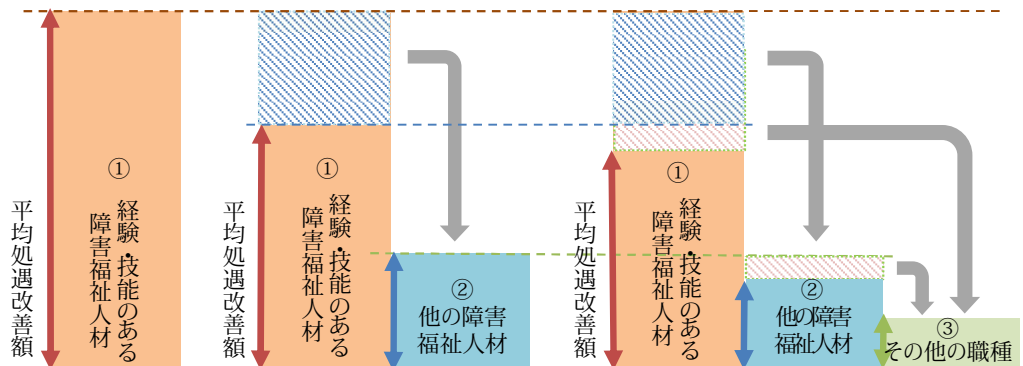 平均処遇改善額
①
経験・技能のある
障害福祉人材
平均処遇改善額
①
経験・技能のある
障害福祉人材
②
他の障害
福祉人材
平均処遇改善額
①
経験・技能のある
障害福祉人材
②
他の障害
福祉人材
③
その他の職種